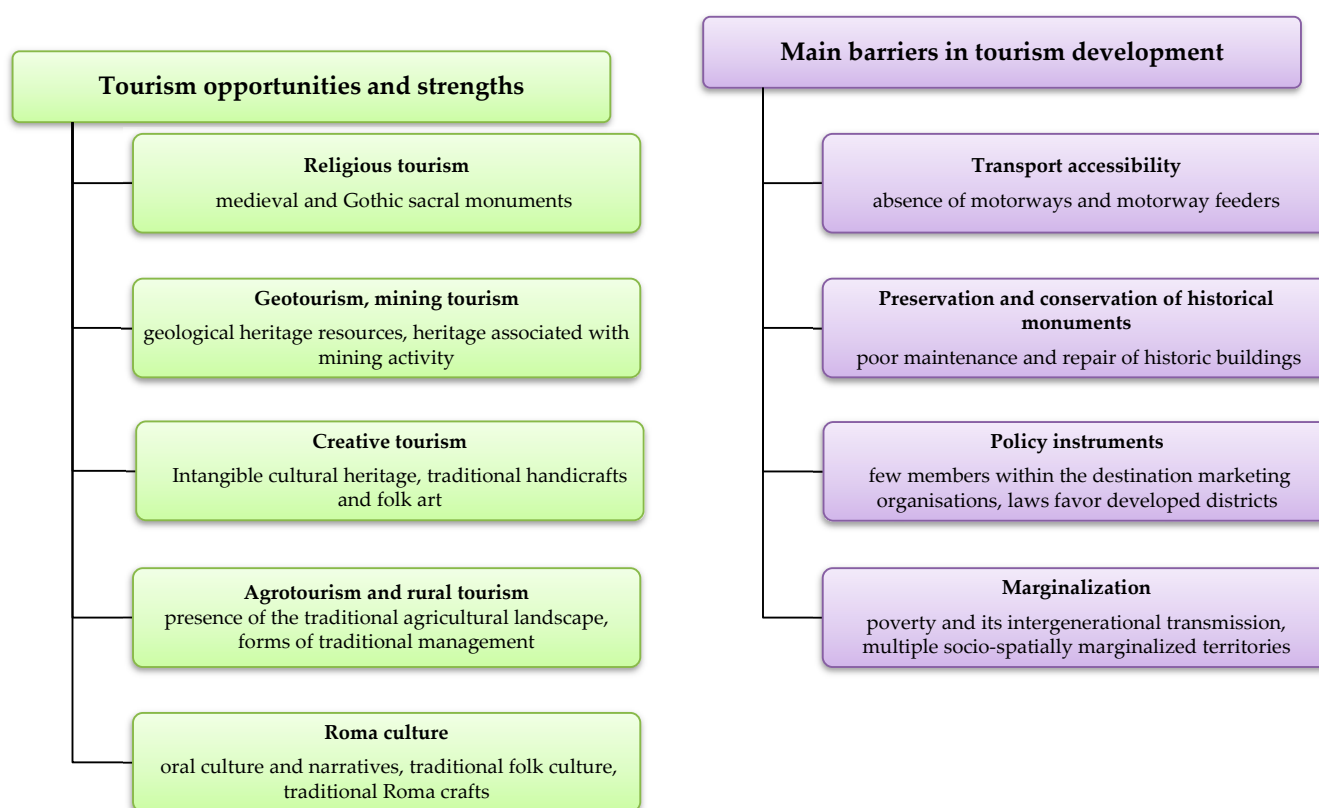 Tourism opportunities and strengths
Religious tourism
medieval and Gothic sacral monuments
Geotourism, mining tourism
geological heritage resources, heritage associated with
mining activity
Creative tourism
Intangible cultural heritage, traditional handicrafts
and folk art
Agrotourism and rural tourism
presence of the traditional agricultural landscape,
forms of traditional management
Roma culture
oral culture and narratives, traditional folk culture,
traditional Roma crafts
Main barriers in tourism development
Transport accessibility
absence of motorways and motorway feeders
Preservation and conservation of historical
monuments
poor maintenance and repair of historic buildings
Policy instruments
few members within the destination marketing
organisations, laws favor developed districts
Marginalization
poverty and its intergenerational transmission,
multiple socio-spatially marginalized territories